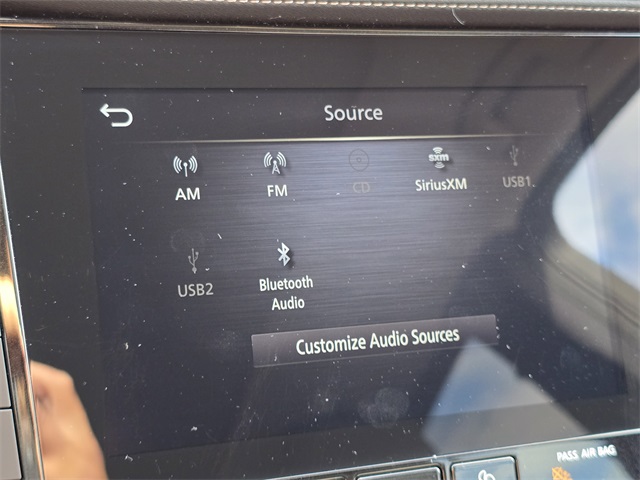 Source
AM FM CD sxm SiriusXM USB1
USB2 Bluetooth
Audio
Customize Audio Sources
PASS AIR BAG